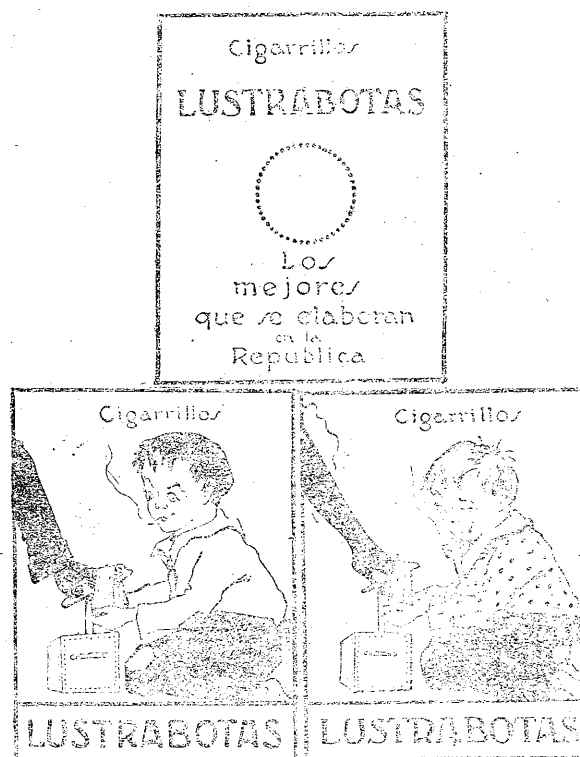 Cigarrillos
LUSTRABOTAS
Los
mejores
que se elaboran
en la
Republica
Cigarrillos
LUSTRABOTAS
Cigarrillos
LUSTRABOTAS